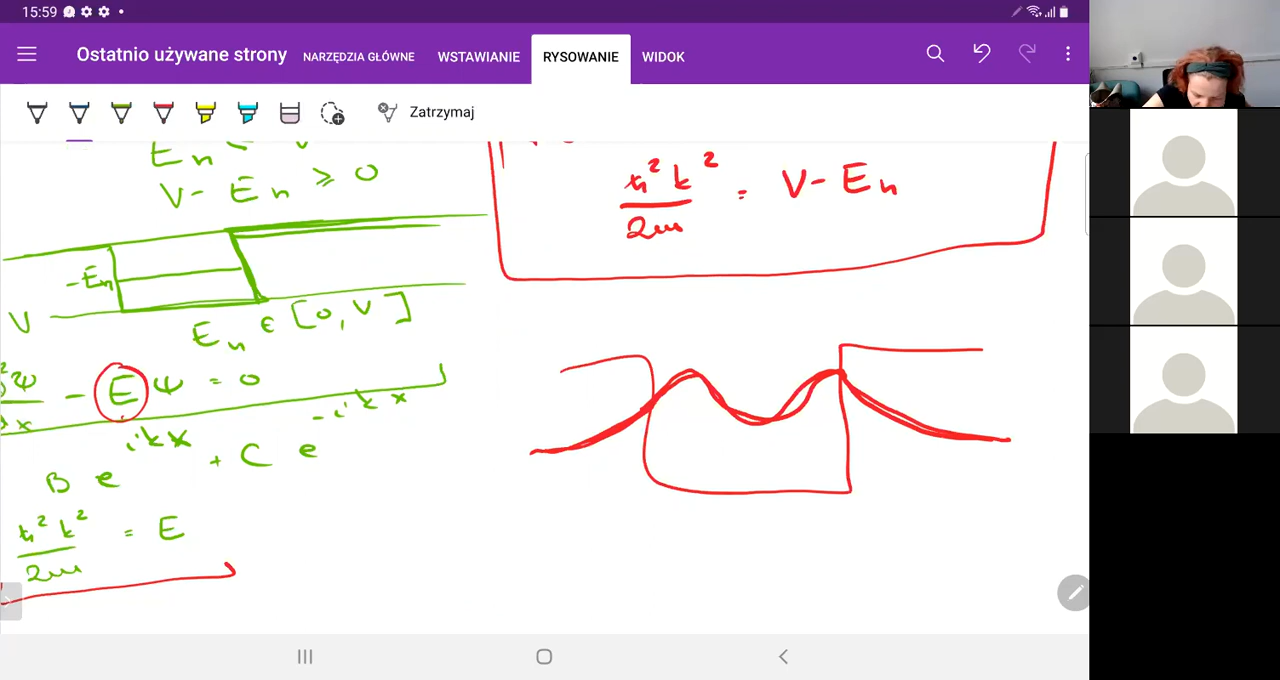 15:59
Ostatnio używane strony NARZĘDZIA GŁÓWNE WSTAWIANIE RYSOWANIE WIDOK
Zatrzymaj
V - En ≥ 0
-En
V
En ∈ [0, V]
- E Ψ = 0
B e^ikx + C e^-ikx
ħ²k²/2m = E
ħ²k²/2m = V - En